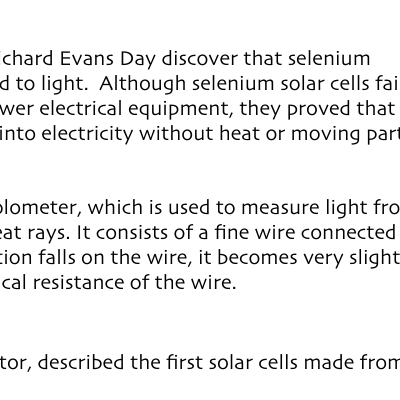 ichard Evans Day discover that selenium
d to light. Although selenium solar cells fai
wer electrical equipment, they proved that
into electricity without heat or moving part
olometer, which is used to measure light fro
eat rays. It consists of a fine wire connected
tion falls on the wire, it becomes very slight
ical resistance of the wire.
tor, described the first solar cells made from